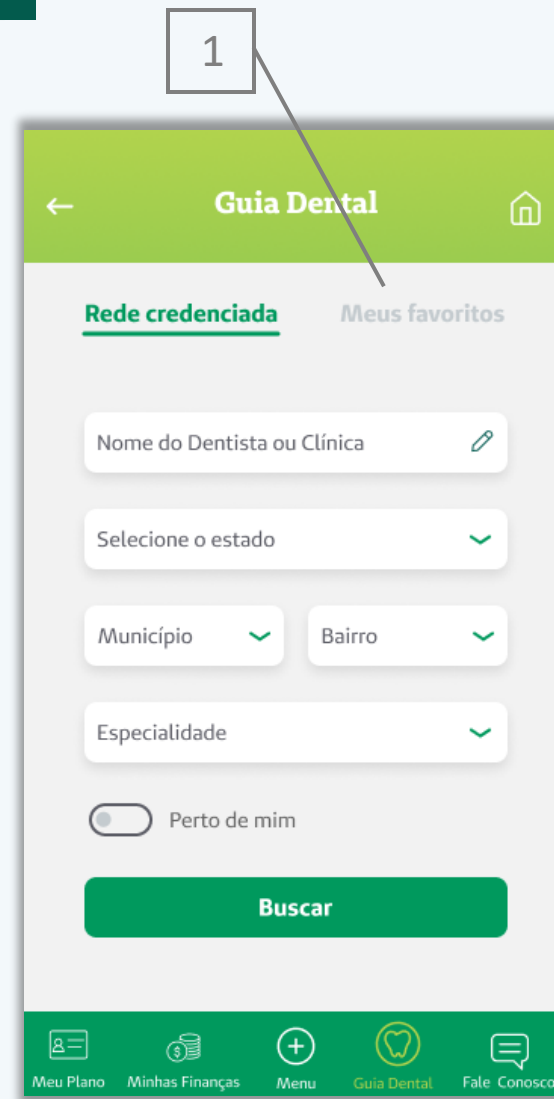 1
Guia Dental
Rede credenciada Meus favoritos
Nome do Dentista ou Clínica
Selecione o estado
Município Bairro
Especialidade
Perto de mim
Buscar
Meu Plano Minhas Finanças Menu Guia Dental Fale Conosco